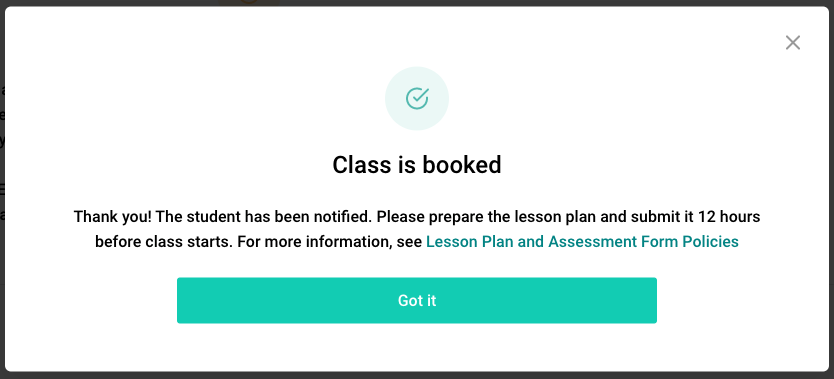 Class is booked
Thank you! The student has been notified. Please prepare the lesson plan and submit it 12 hours
before class starts. For more information, see Lesson Plan and Assessment Form Policies
Got it